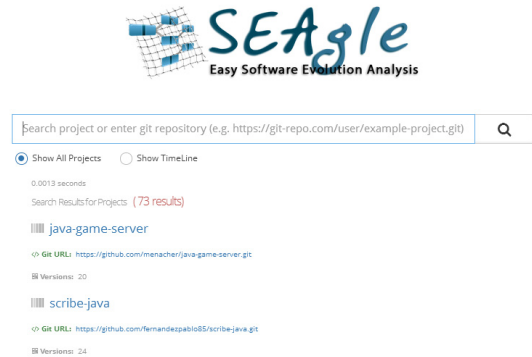 SEAgle
Easy Software Evolution Analysis
Search project or enter git repository (e.g. https://git-repo.com/user/example-project.git)
Show All Projects Show TimeLine
0.0013 seconds
Search Results for Projects ( 73 results)
java-game-server
</> Git URL: https://github.com/menacher/java-game-server.git
Versions: 20
scribe-java
</> Git URL: https://github.com/fernandezpablo85/scribe-java.git
Versions: 24